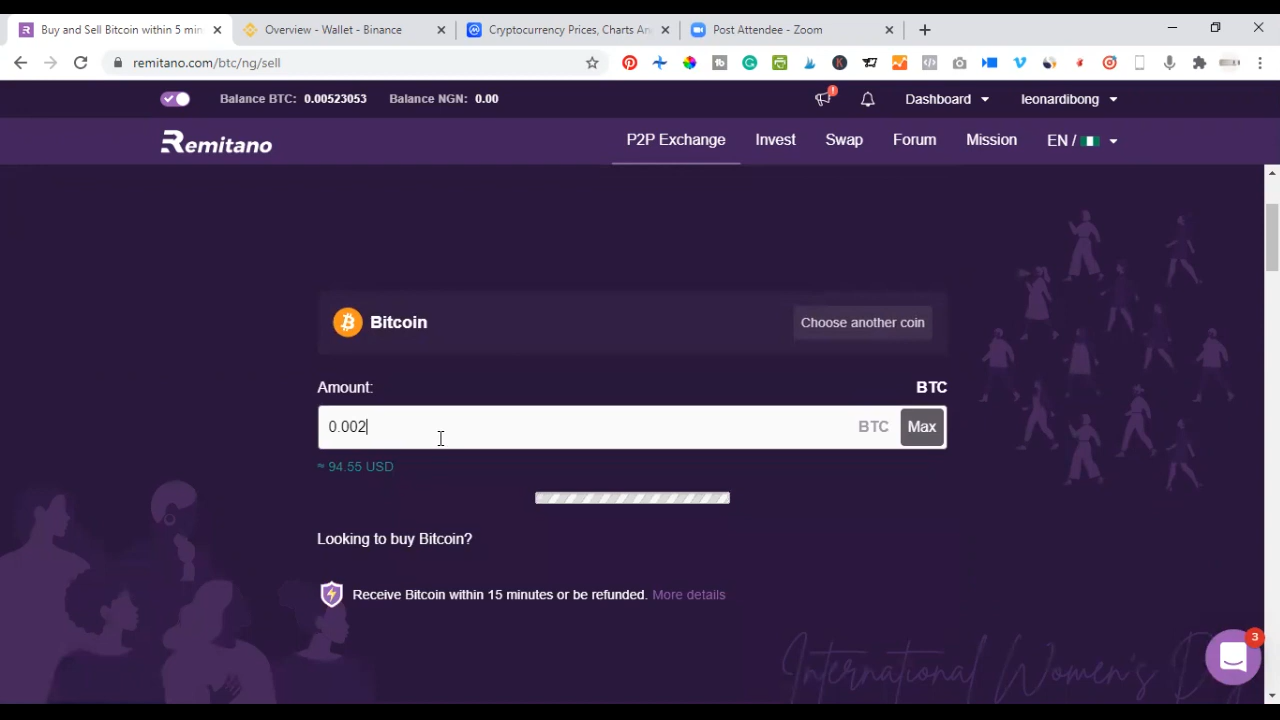 Buy and Sell Bitcoin within 5 min
Overview - Wallet - Binance
Cryptocurrency Prices, Charts An
Post Attendee - Zoom
remitano.com/btc/ng/sell
Balance BTC: 0.00523053
Balance NGN: 0.00
Dashboard
leonardibong
Remitano
P2P Exchange
Invest
Swap
Forum
Mission
EN /
Bitcoin
Choose another coin
Amount:
BTC
0.002
BTC
Max
≈ 94.55 USD
Looking to buy Bitcoin?
Receive Bitcoin within 15 minutes or be refunded. More details
International Women's Day
3